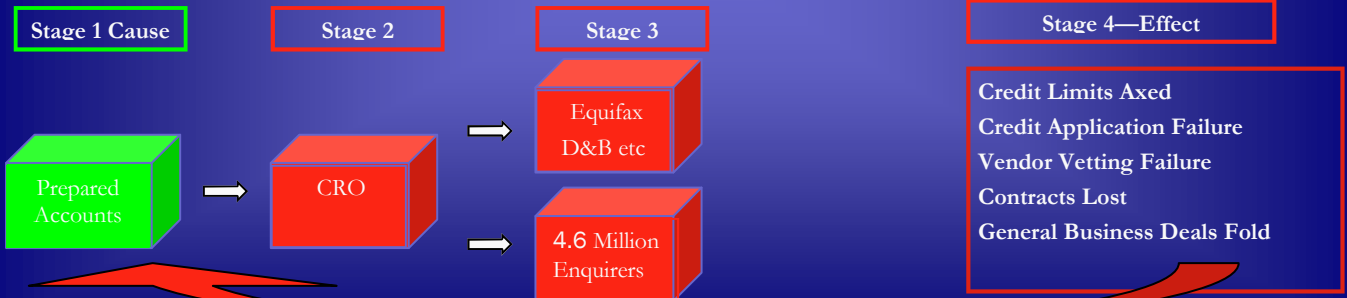 Stage 1 Cause
Stage 2
Stage 3
Stage 4—Effect
Prepared
Accounts
CRO
Equifax
D&B etc
4.6 Million
Enquirers
Credit Limits Axed
Credit Application Failure
Vendor Vetting Failure
Contracts Lost
General Business Deals Fold